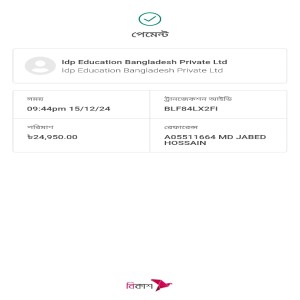 পেমেন্ট
Idp Education Bangladesh Private Ltd
Idp Education Bangladesh Private Ltd
সময়
ট্রানজেকশন আইডি
09:44pm 15/12/24
BLF84LX2FI
পরিমাণ
রেফারেন্স
৳24,950.00
A05511664 MD JABED
HOSSAIN
বিকাশ